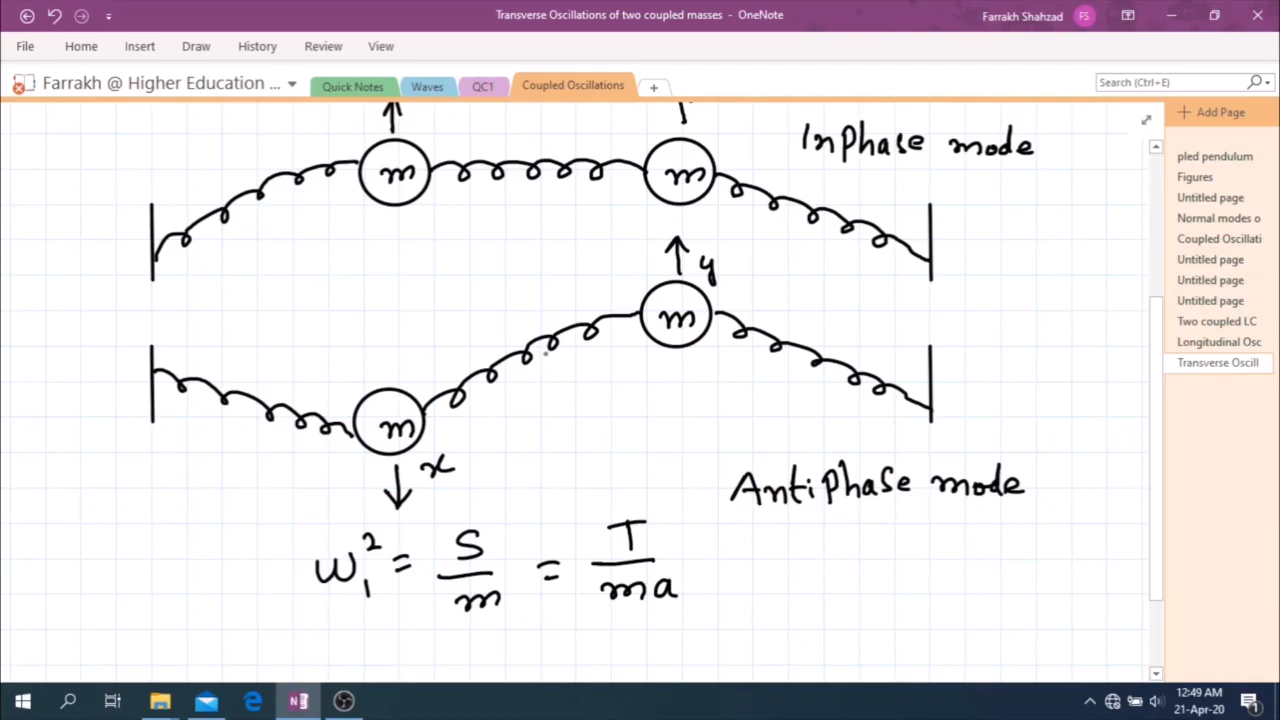 Transverse Oscillations of two coupled masses - OneNote
Farrakh Shahzad FS
File Home Insert Draw History Review View
Farrakh @ Higher Education ... Quick Notes Waves QC1 Coupled Oscillations +
Search (Ctrl+E)
+ Add Page
pled pendulum
Figures
Untitled page
Normal modes o
Coupled Oscillati
Untitled page
Untitled page
Untitled page
Two coupled LC
Longitudinal Osc
Transverse Oscill
Inphase mode
m m
y
m
m
x
Antiphase mode
ω₁² = S/m = T/ma
12:49 AM
21-Apr-20
1